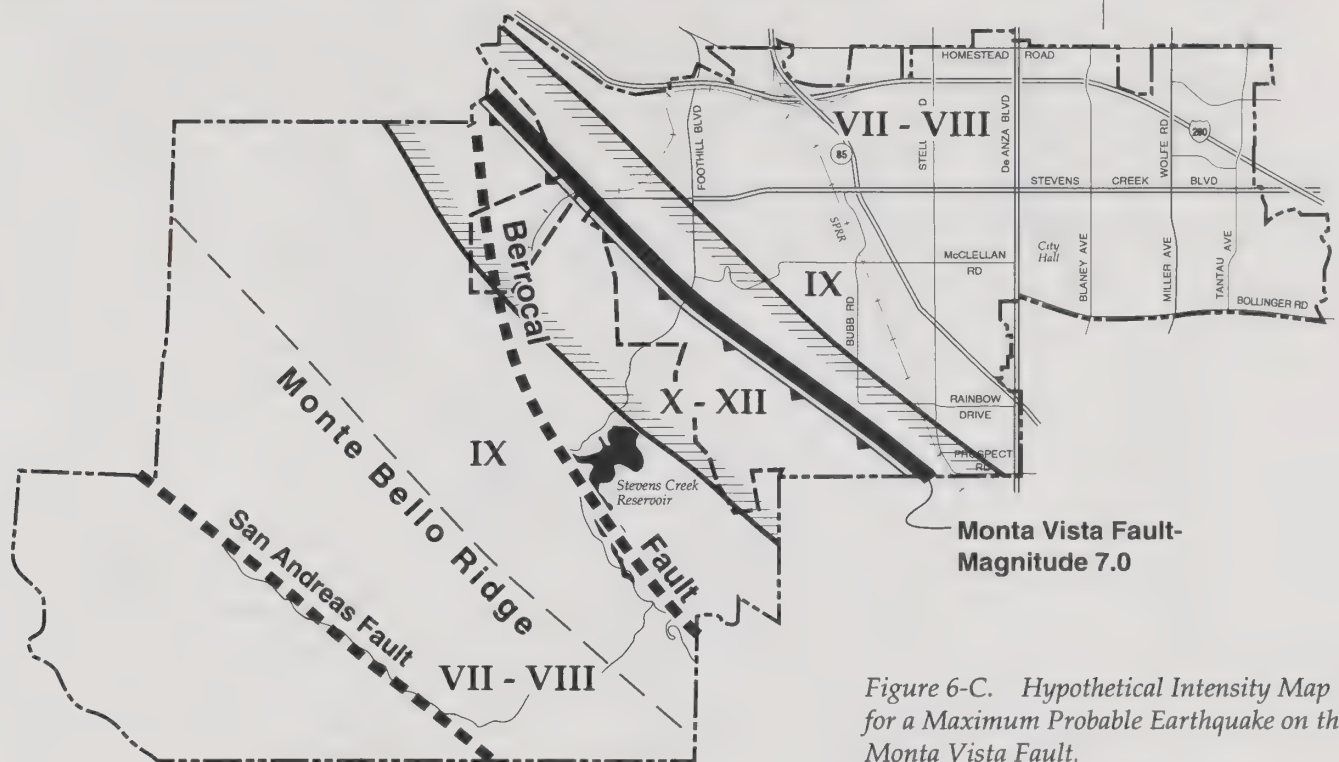 HOMESTEAD ROAD
VII - VIII
FOOTHILL BLVD
85
De ANZA BLVD
WOLFE RD
280
STEVENS CREEK BLVD
SPRR
McCLELLAN
RD
City
Hall
BLANEY AVE
MILLER AVE
TANTAU AVE
BOLLINGER RD
IX
BUBB RD
Berrocal
Fault
RAINBOW
DRIVE
PROSPECT
RD
X - XII
Monte Bello Ridge
IX
Stevens Creek
Reservoir
San Andreas Fault
VII - VIII
Monta Vista Fault-
Magnitude 7.0
Figure 6-C. Hypothetical Intensity Map
for a Maximum Probable Earthquake on th
Monta Vista Fault.